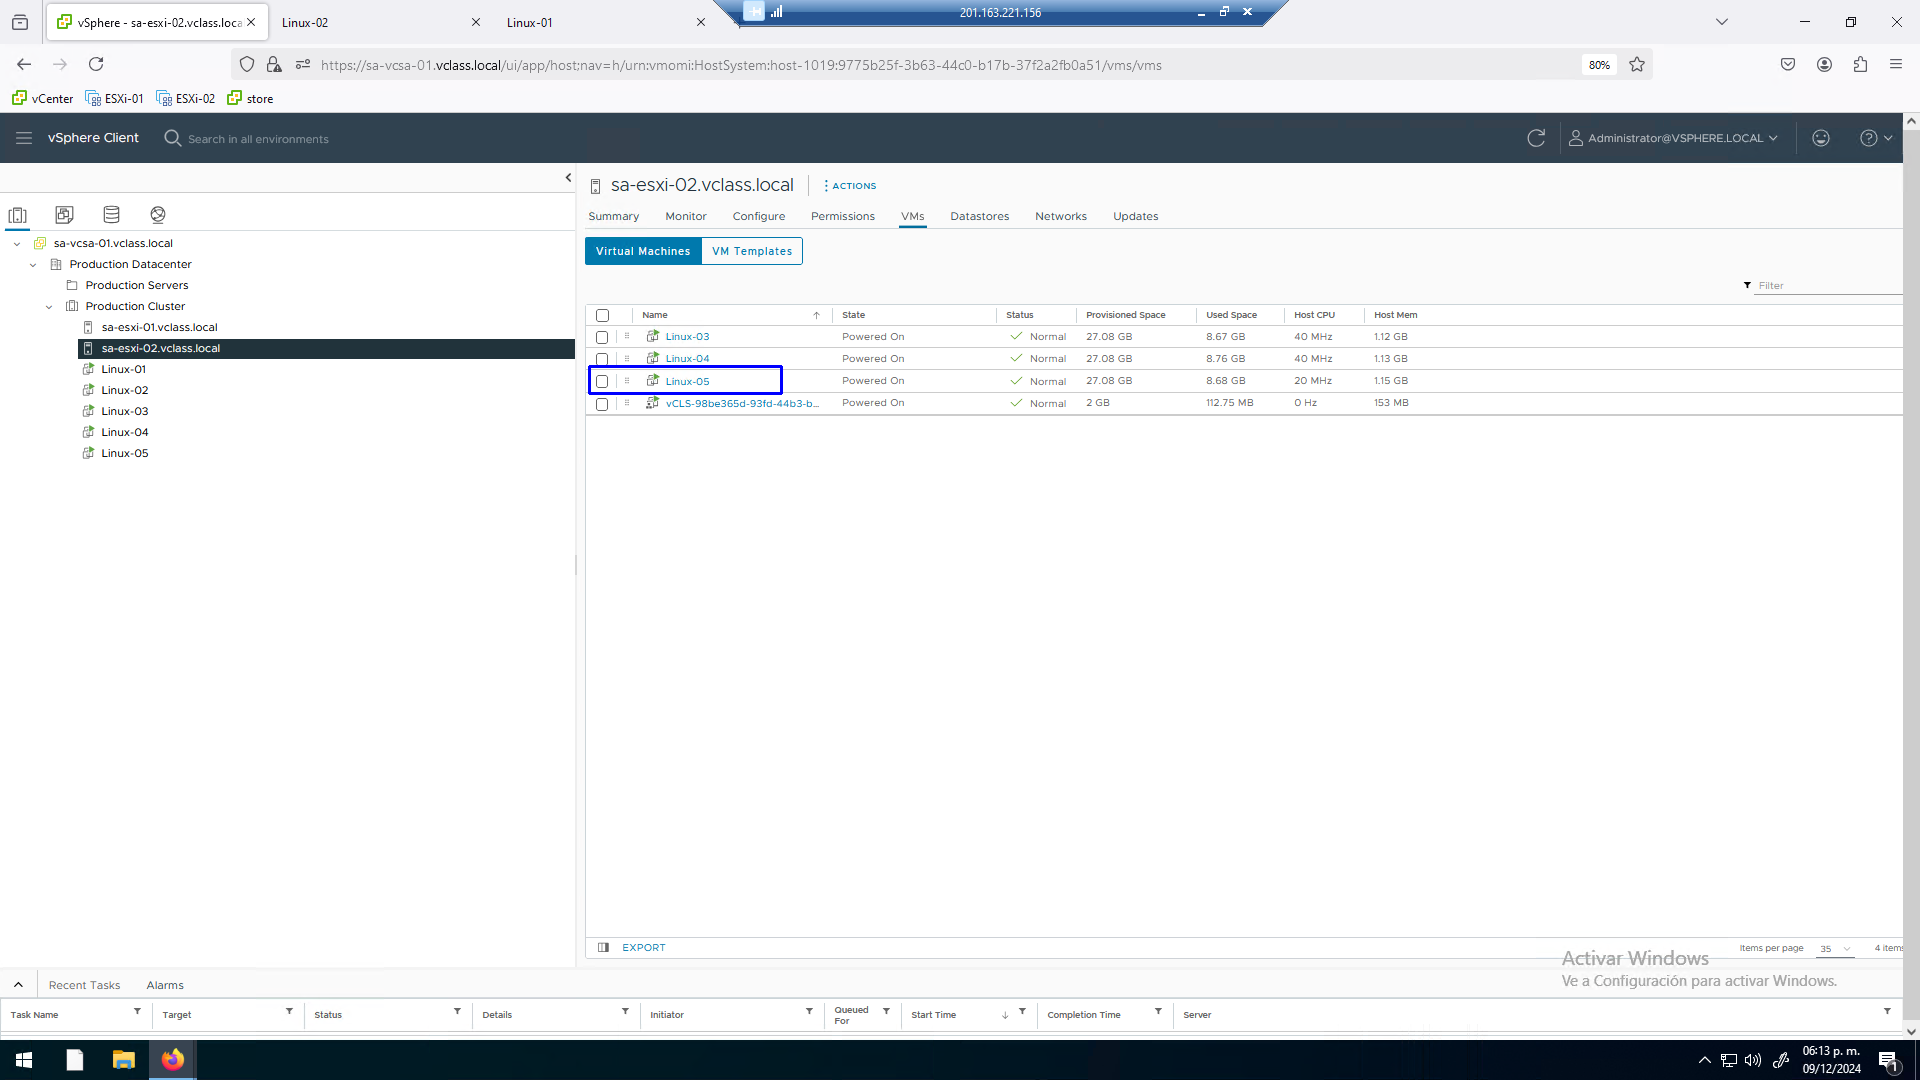 vSphere - sa-esxi-02.vclass.loca
Linux-02
Linux-01
201.163.221.156
https://sa-vcsa-01.vclass.local/ui/app/host;nav=h/urn:vmomi:HostSystem:host-1019:9775b25f-3b63-44c0-b17b-37f2a2fb0a51/vms/vms
80%
vCenter
ESXi-01
ESXi-02
store
vSphere Client
Search in all environments
Administrator@VSPHERE.LOCAL
sa-esxi-02.vclass.local
ACTIONS
Summary Monitor Configure Permissions VMs Datastores Networks Updates
Virtual Machines
VM Templates
sa-vcsa-01.vclass.local
Production Datacenter
Production Servers
Production Cluster
sa-esxi-01.vclass.local
sa-esxi-02.vclass.local
Linux-01
Linux-02
Linux-03
Linux-04
Linux-05
Filter
Name State Status Provisioned Space Used Space Host CPU Host Mem
Linux-03 Powered On Normal 27.08 GB 8.67 GB 40 MHz 1.12 GB
Linux-04 Powered On Normal 27.08 GB 8.76 GB 40 MHz 1.13 GB
Linux-05 Powered On Normal 27.08 GB 8.68 GB 20 MHz 1.15 GB
vCLS-98be365d-93fd-44b3-b... Powered On Normal 2 GB 112.75 MB 0 Hz 153 MB
EXPORT
Items per page 35 4 items
Activar Windows
Ve a Configuración para activar Windows.
Recent Tasks Alarms
Task Name Target Status Details Initiator Queued For Start Time Completion Time Server
06:13 p. m.
09/12/2024
1